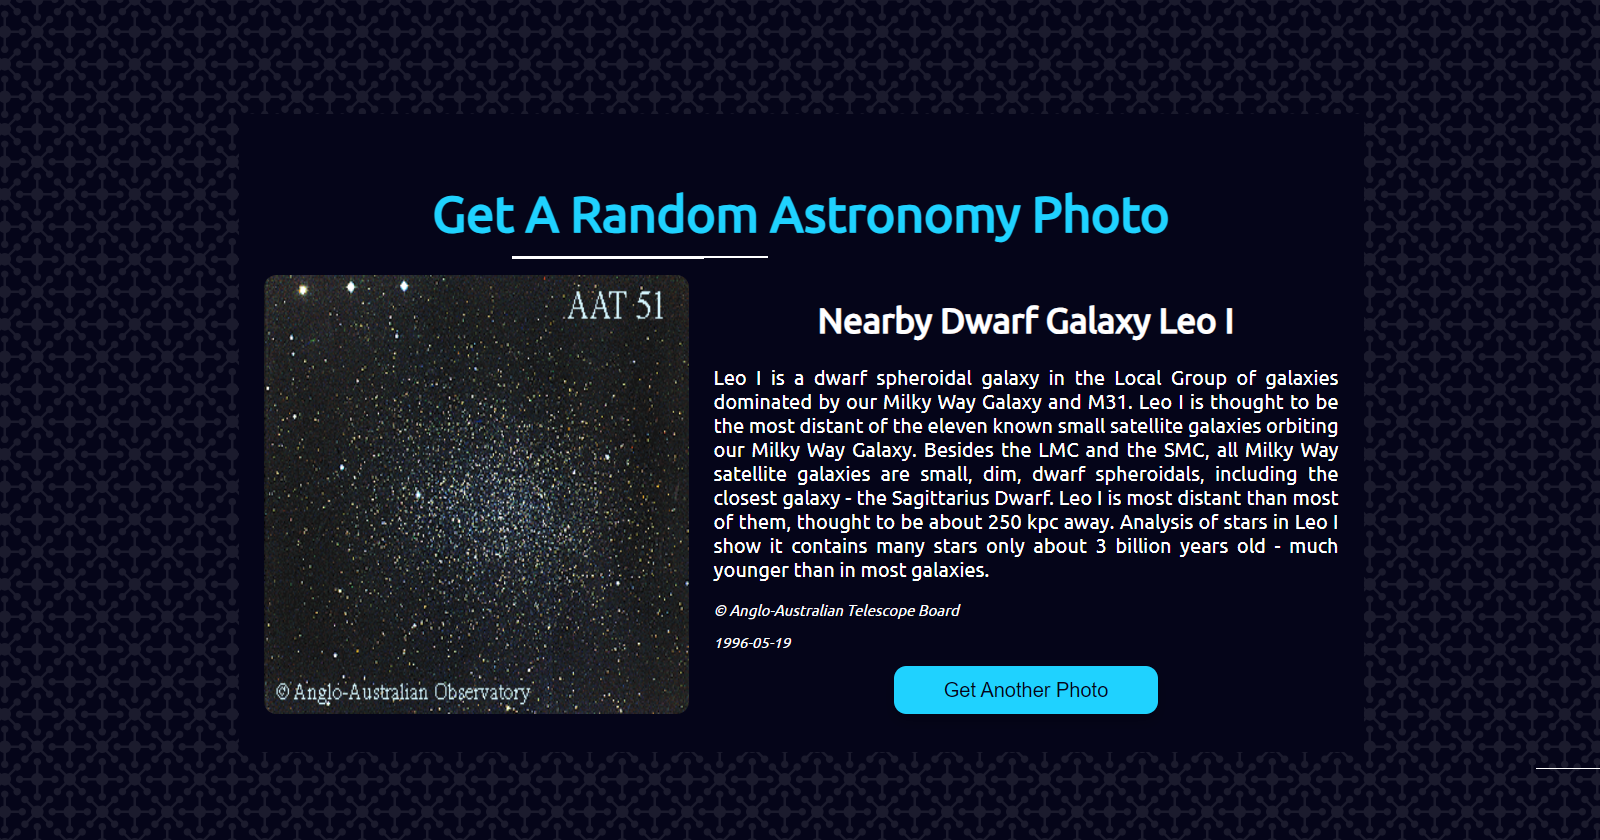 Get A Random Astronomy Photo
AAT 51
© Anglo-Australian Observatory
Nearby Dwarf Galaxy Leo I
Leo I is a dwarf spheroidal galaxy in the Local Group of galaxies
dominated by our Milky Way Galaxy and M31. Leo I is thought to be
the most distant of the eleven known small satellite galaxies orbiting
our Milky Way Galaxy. Besides the LMC and the SMC, all Milky Way
satellite galaxies are small, dim, dwarf spheroidals, including the
closest galaxy - the Sagittarius Dwarf. Leo I is most distant than most
of them, thought to be about 250 kpc away. Analysis of stars in Leo I
show it contains many stars only about 3 billion years old - much
younger than in most galaxies.
© Anglo-Australian Telescope Board
1996-05-19
Get Another Photo